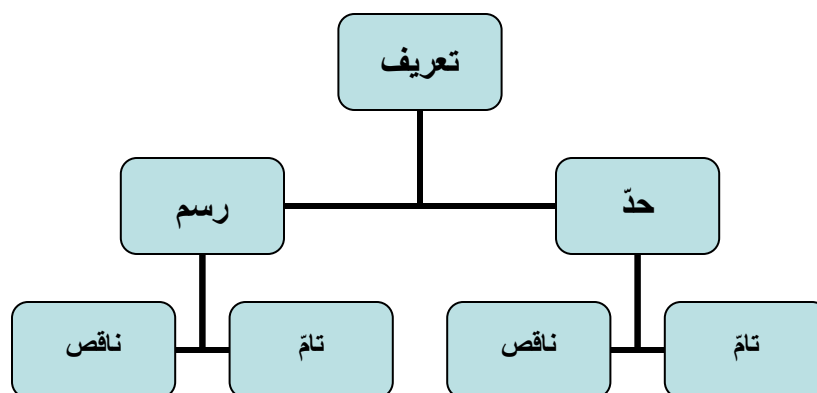 تعريف
حدّ
رسم
تامّ
ناقص
تامّ
ناقص